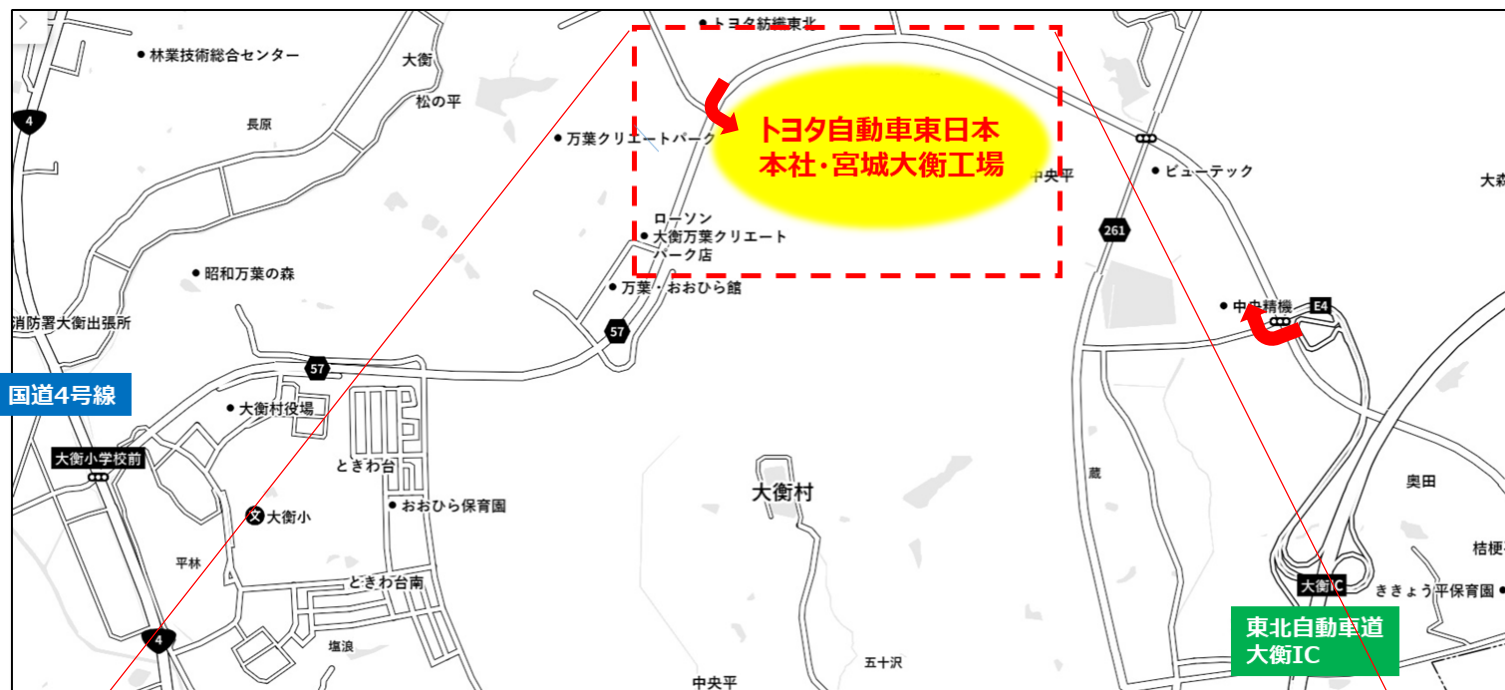 トヨタ紡織東北
林業技術総合センター
大衡
松の平
4
長原
万葉クリエートパーク
トヨタ自動車東日本
本社・宮城大衡工場
中央平
ビューテック
大森
ローソン
大衡万葉クリエート
パーク店
261
昭和万葉の森
万葉・おおひら館
中央精機
E4
消防署大衡出張所
57
57
国道4号線
大衡村役場
大衡小学校前
ときわ台
大衡村
蔵
奥田
おおひら保育園
文
大衡小
平林
桔梗
ときわ台南
大衡IC
ききょう平保育園
4
塩浪
東北自動車道
大衡IC
五十沢
中央平